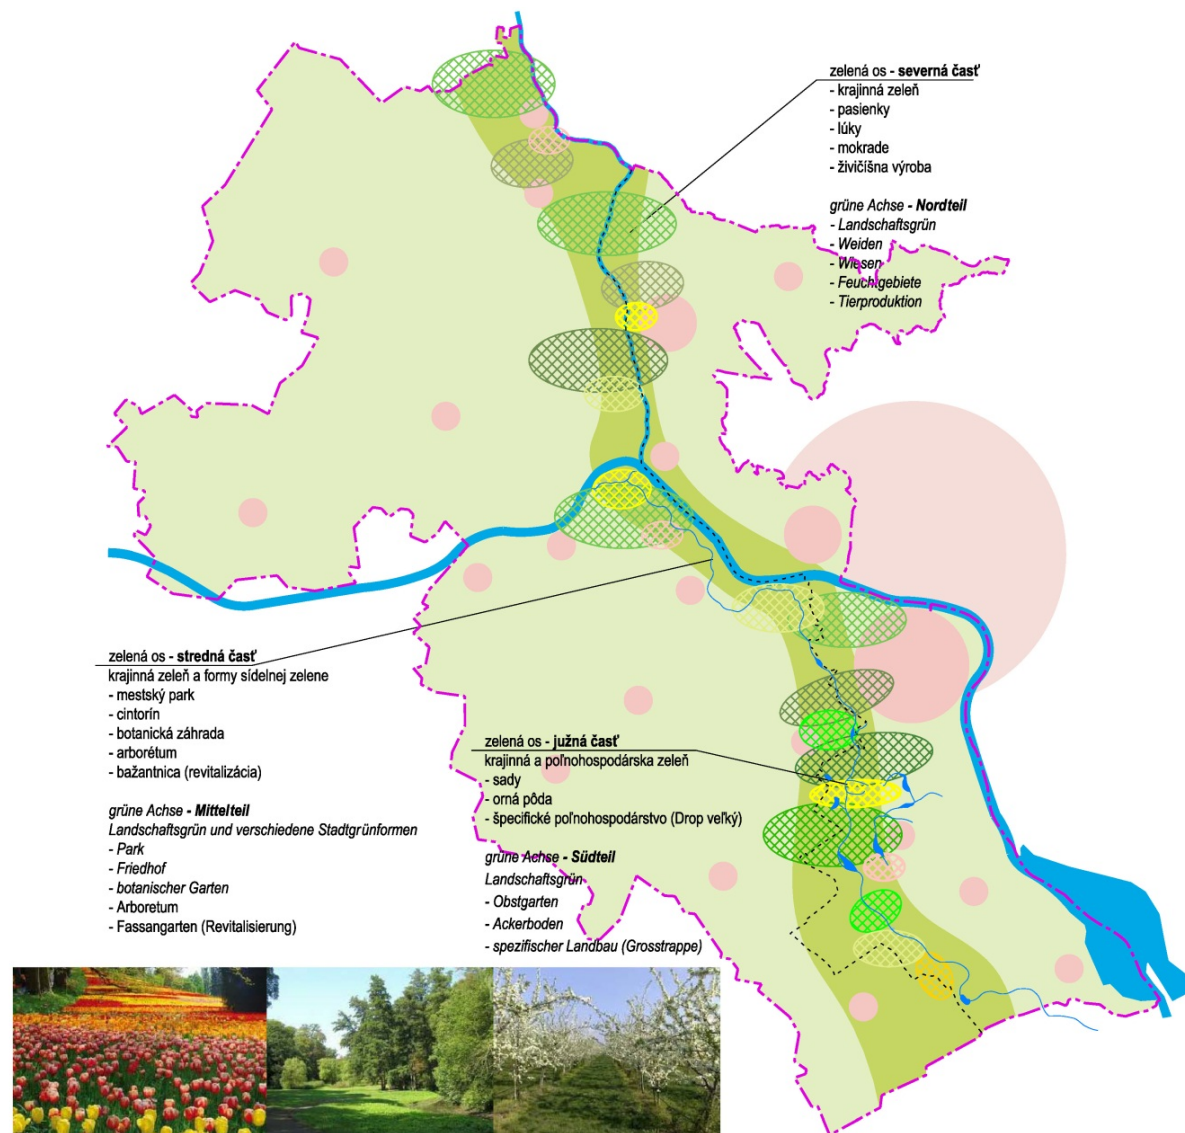 zelená os - severná časť
- krajinná zeleň
- pasienky
- lúky
- mokrade
- živičíšna výroba
grüne Achse - Nordteil
- Landschaftsgrün
- Weiden
- Wiesen
- Feuchtgebiete
- Tierproduktion
zelená os - stredná časť
krajinná zeleň a formy sídelnej zelene
- mestský park
- cintorín
- botanická záhrada
- arborétum
- bažantnica (revitalizácia)
grüne Achse - Mittelteil
Landschaftsgrün und verschiedene Stadtgrünformen
- Park
- Friedhof
- botanischer Garten
- Arboretum
- Fassangarten (Revitalisierung)
zelená os - južná časť
krajinná a poľnohospodárska zeleň
- sady
- orná pôda
- špecifické poľnohospodárstvo (Drop veľký)
grüne Achse - Südteil
Landschaftsgrün
- Obstgarten
- Ackerboden
- spezifischer Landbau (Grosstrappe)